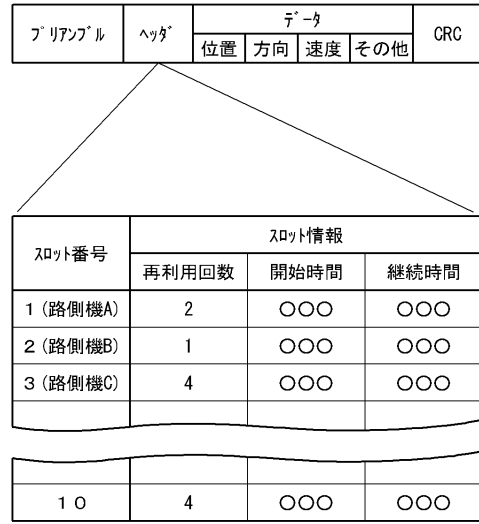 プリアンブル ヘッダ データ CRC
位置 方向 速度 その他
スロット番号 スロット情報
再利用回数 開始時間 継続時間
1(路側機A) 2 ○○○ ○○○
2(路側機B) 1 ○○○ ○○○
3(路側機C) 4 ○○○ ○○○
10 4 ○○○ ○○○